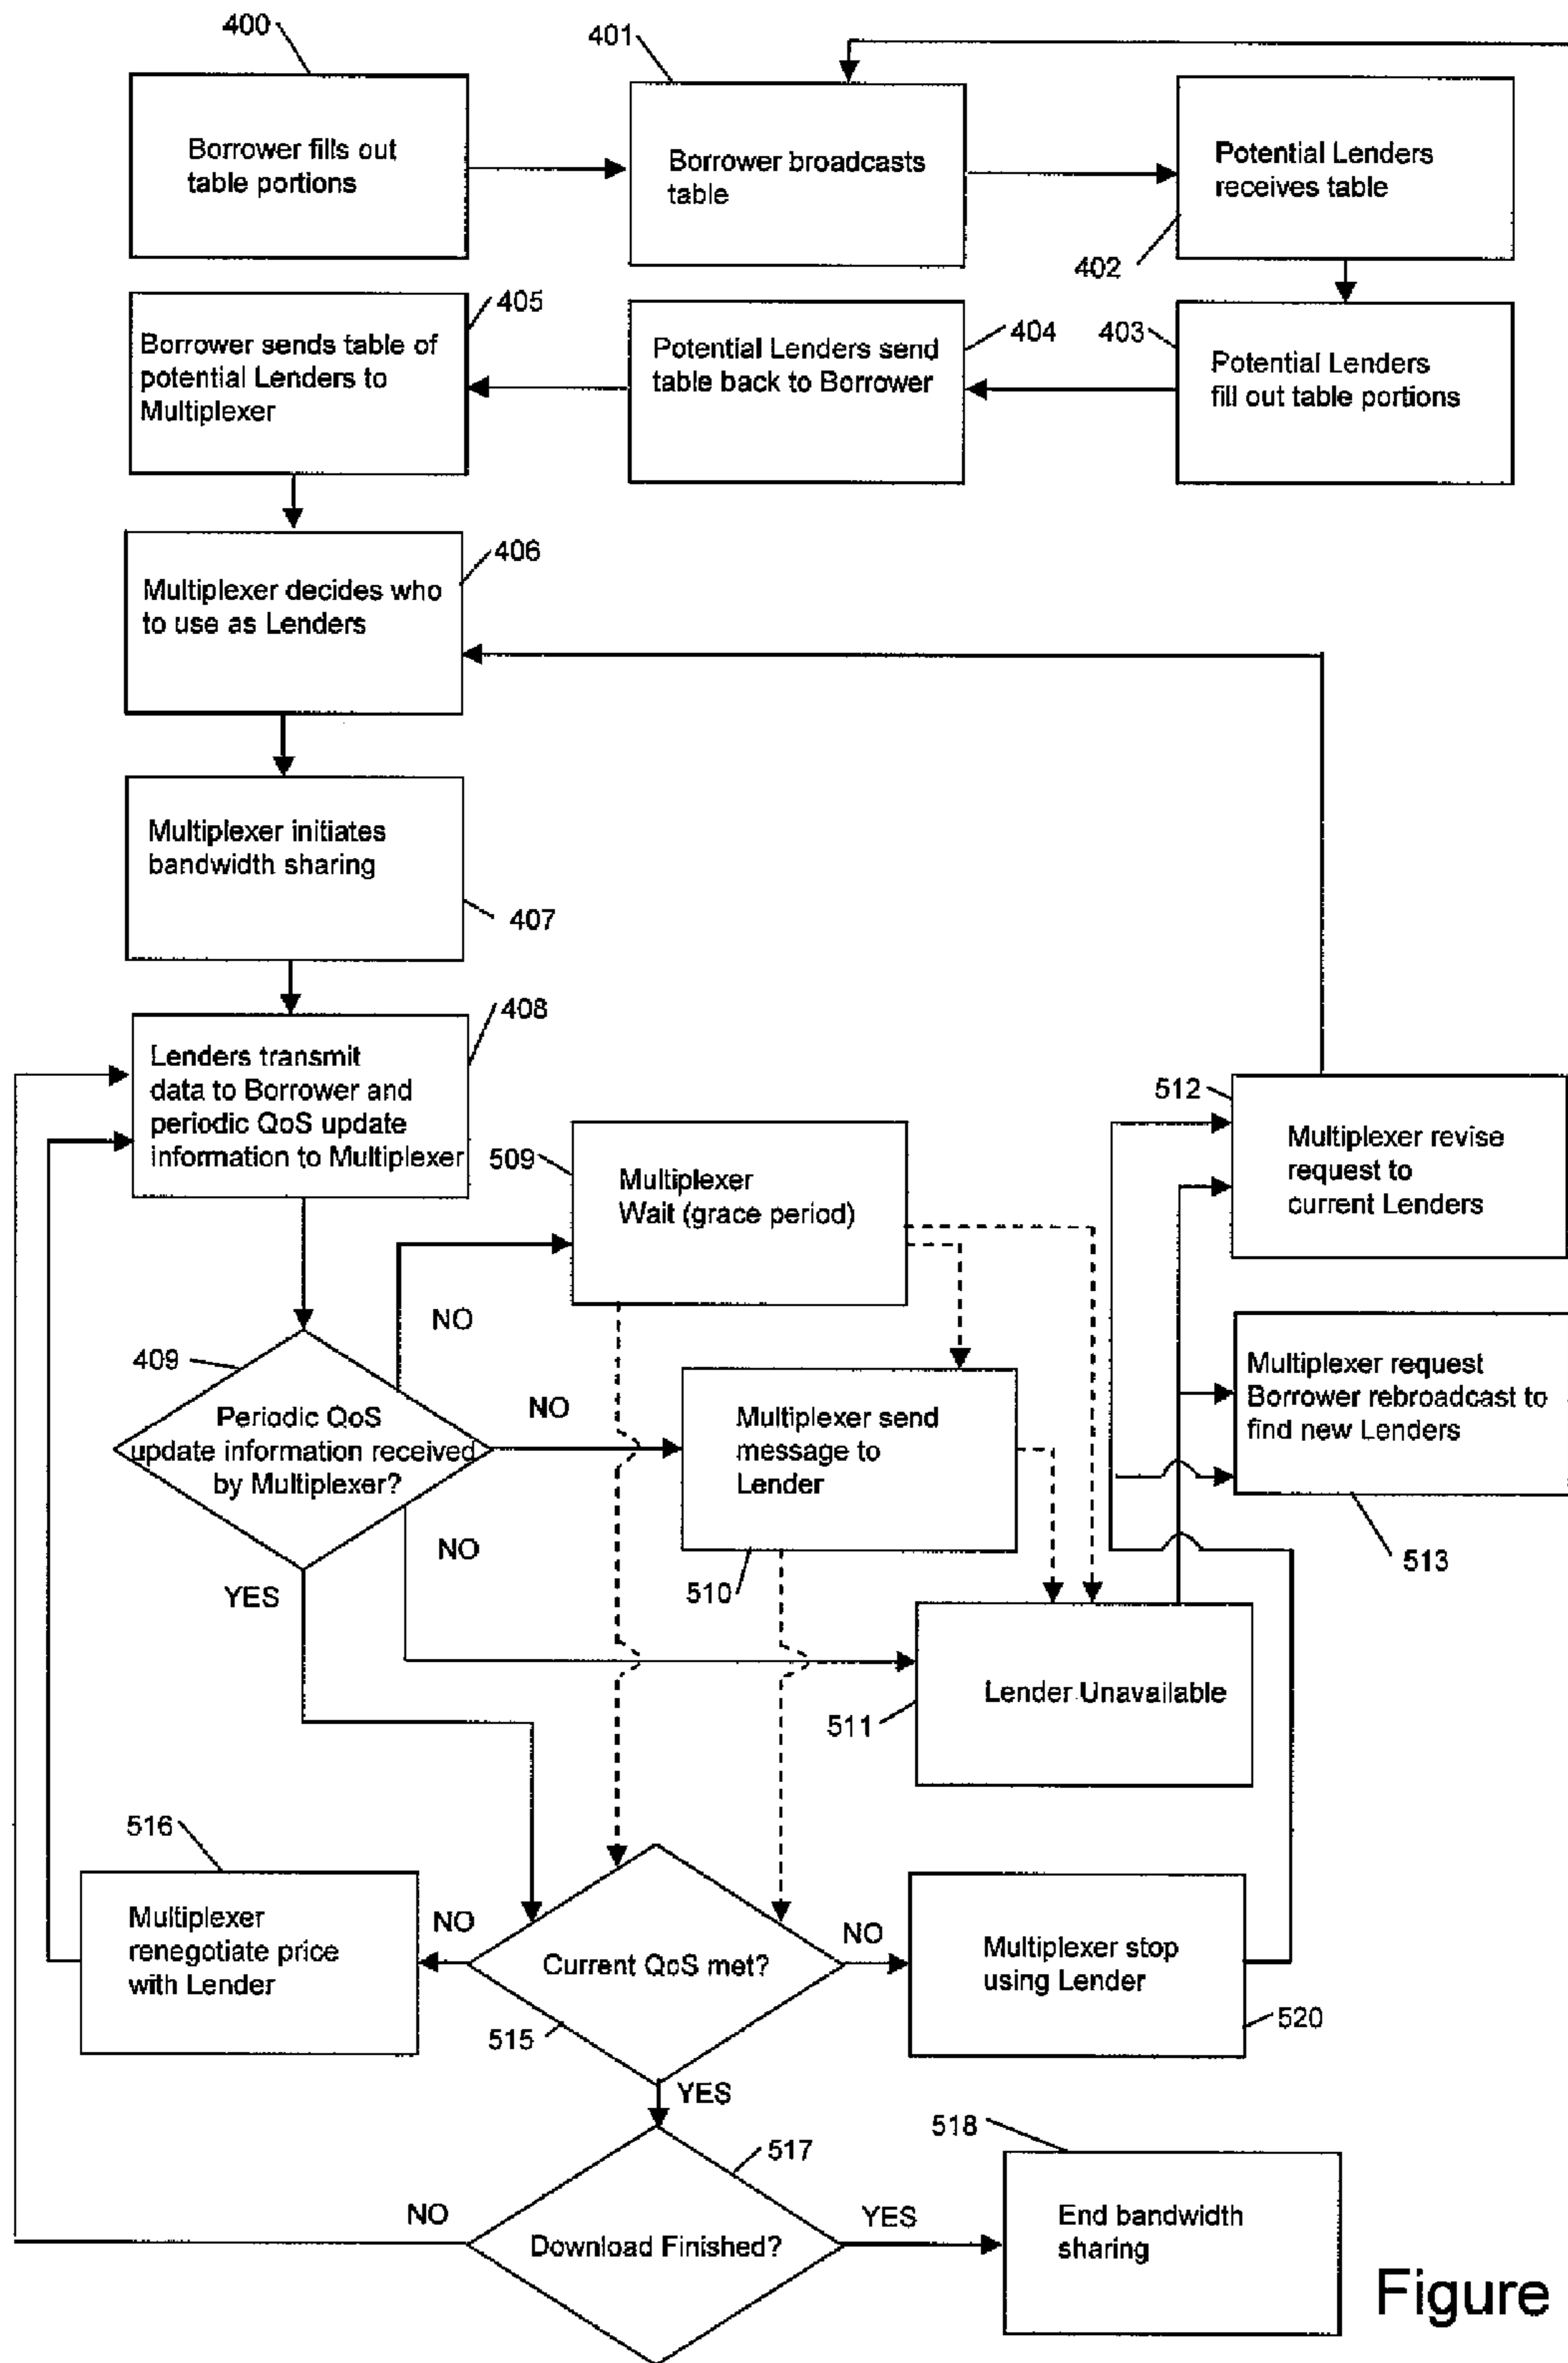 400
401
Borrower fills out
table portions
Borrower broadcasts
table
Potential Lenders
receives table
402
405
Borrower sends table of
potential Lenders to
Multiplexer
404
Potential Lenders send
table back to Borrower
403
Potential Lenders
fill out table portions
406
Multiplexer decides who
to use as Lenders
Multiplexer initiates
bandwidth sharing
407
408
Lenders transmit
data to Borrower and
periodic QoS update
information to Multiplexer
509
Multiplexer
Wait (grace period)
512
Multiplexer revise
request to
current Lenders
NO
409
Periodic QoS
update information received
by Multiplexer?
NO
Multiplexer send
message to
Lender
Multiplexer request
Borrower rebroadcast to
find new Lenders
NO
510
513
YES
Lender Unavailable
511
516
Multiplexer
renegotiate price
with Lender
NO
Current QoS met?
515
NO
Multiplexer stop
using Lender
520
YES
517
518
NO
Download Finished?
YES
End bandwidth
sharing
Figure